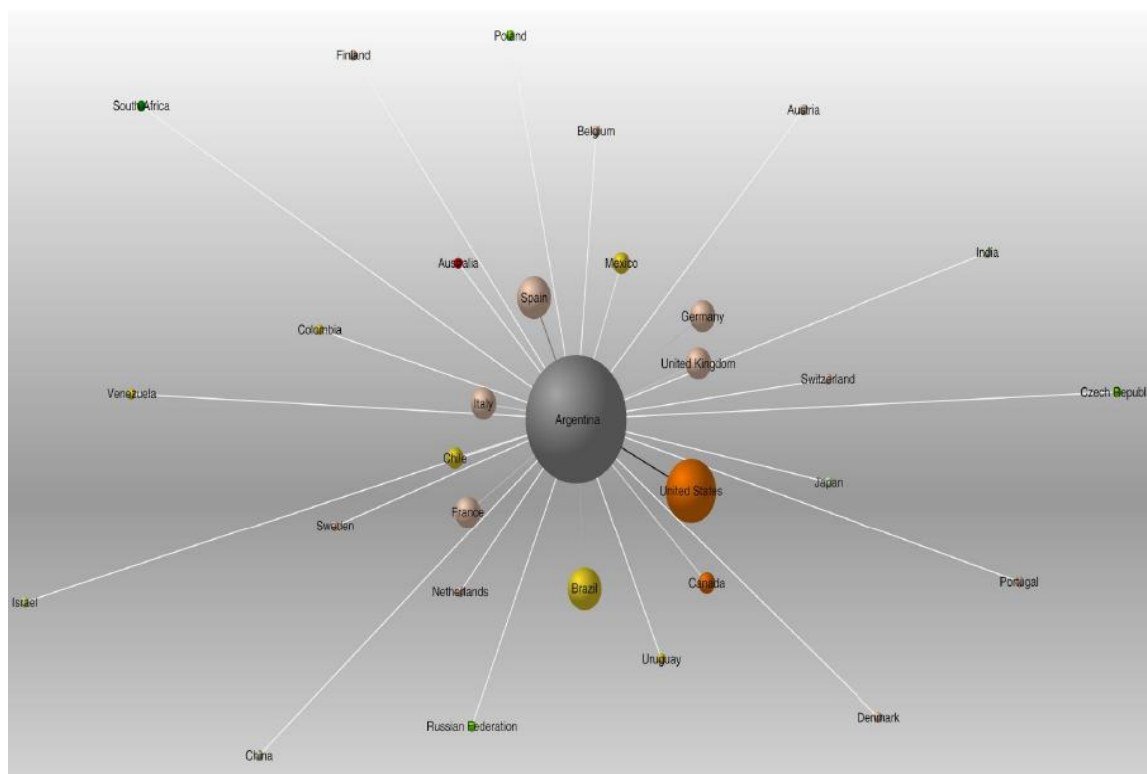 Poland
Finland
South Africa
Austria
Belgium
India
Australia
Mexico
Spain
Germany
Colombia
United Kingdom
Switzerland
Venezuela
Czech Republ
Italy
Argentina
Chile
Japan
United States
France
Sweden
Portugal
Canada
Brazil
Netherlands
Israel
Uruguay
Denmark
Russian Federation
China